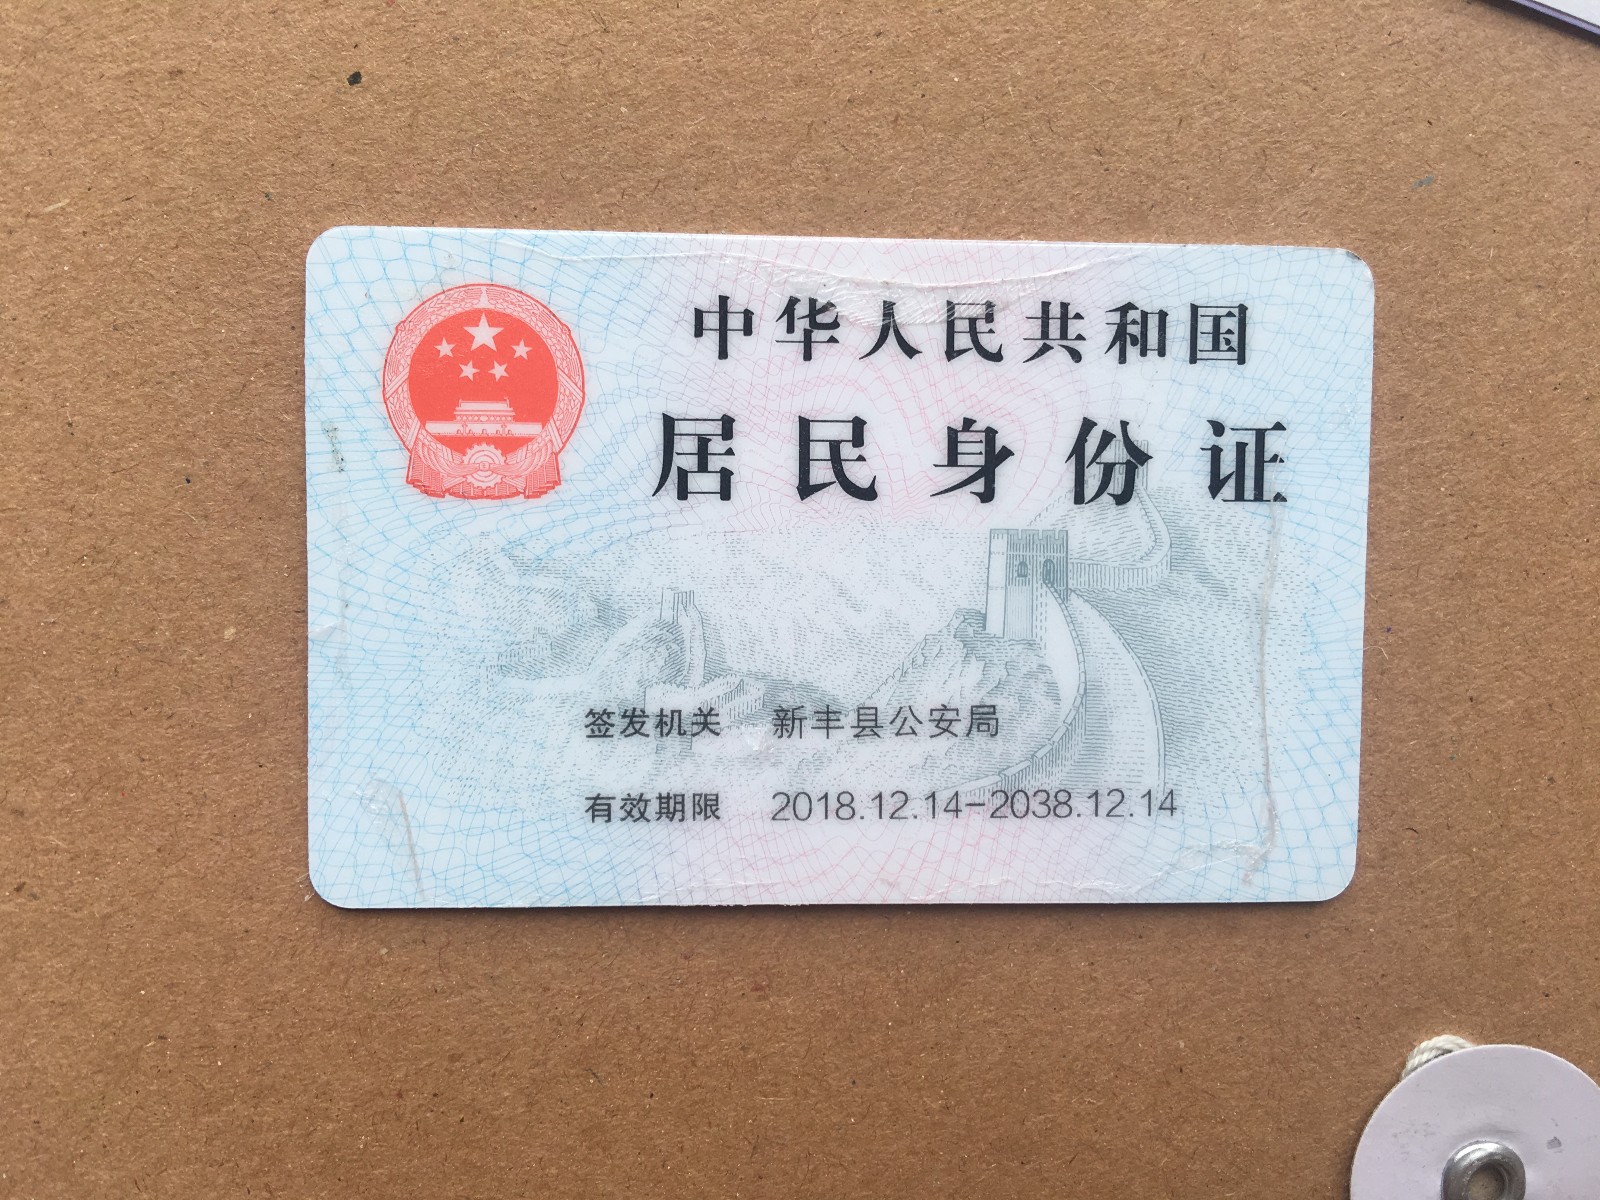 中华人民共和国
居民身份证
签发机关 新丰县公安局
有效期限 2018.12.14-2038.12.14